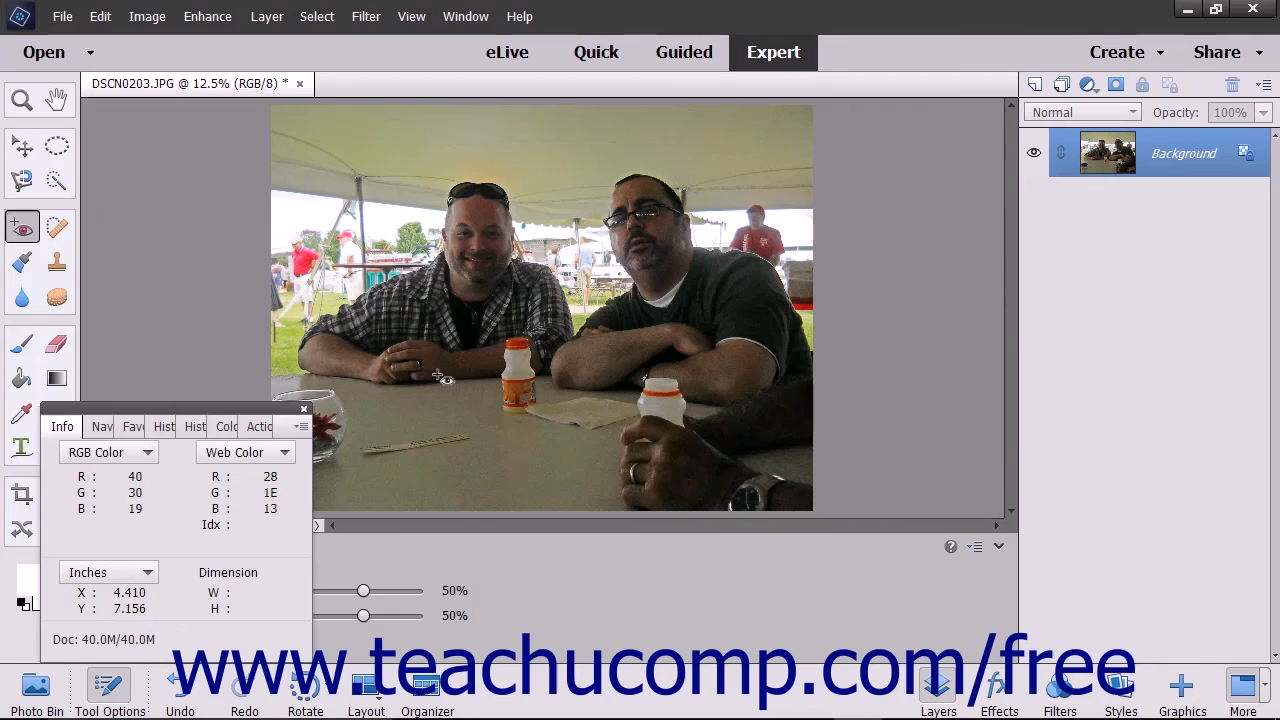 File Edit Image Enhance Layer Select Filter View Window Help
Open eLive Quick Guided Expert Create Share
DSCN0203.JPG @ 12.5% (RGB/8) *
Normal Opacity: 100%
Background
Info Nav Fav Hist Hist Colo Actio
RGB Color Web Color
R : 40 R : 28
G : 30 G : 1E
B : 19 B : 13
Idx :
Inches Dimension
X : 4.410 W :
Y : 7.156 H :
Doc: 40.0M/40.0M
50%
50%
www.teachucomp.com/free
Photo Bin Tool Options Undo Redo Rotate Layout Organizer Layers Effects Filters Styles Graphics More